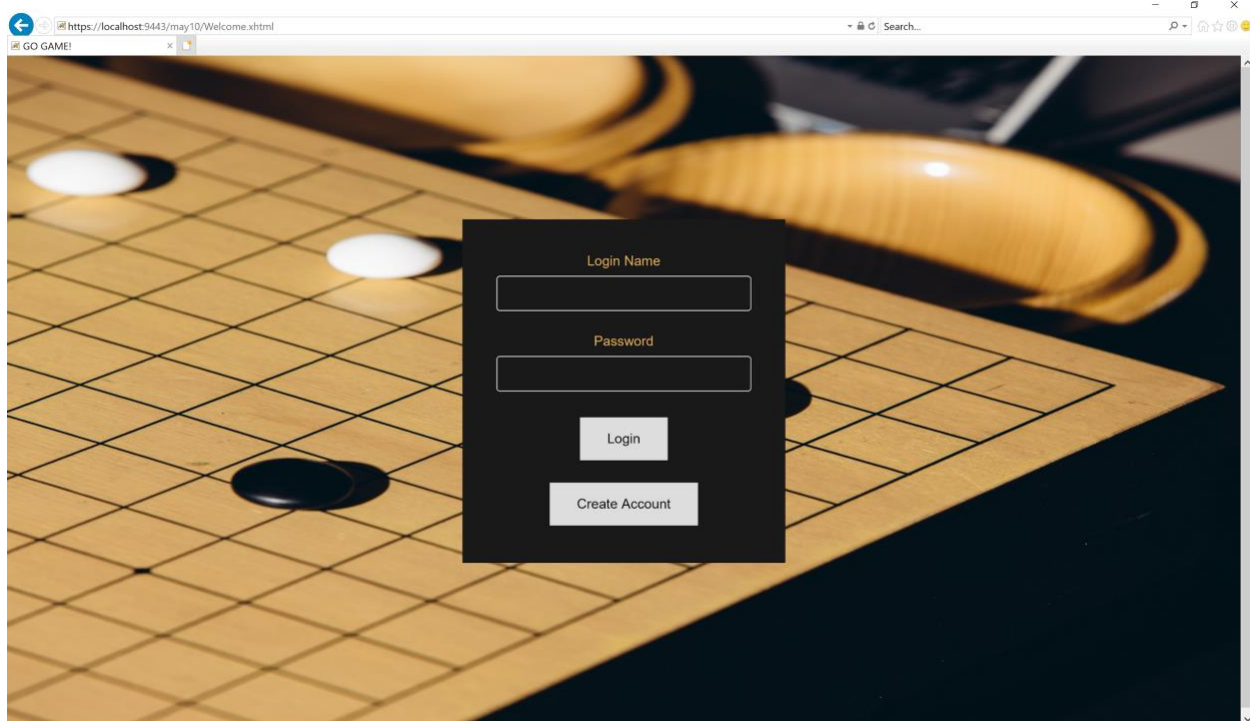 https://localhost:9443/may10/Welcome.xhtml
Search...
GO GAME!
Login Name
Password
Login
Create Account